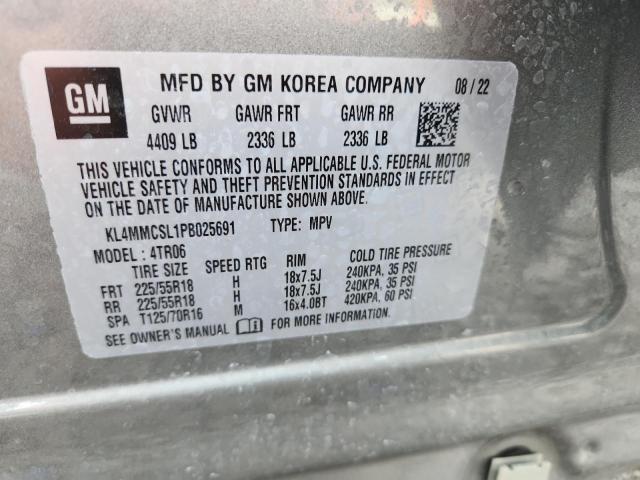 GM MFD BY GM KOREA COMPANY 08 / 22
GVWR GAWR FRT GAWR RR
4409 LB 2336 LB 2336 LB
THIS VEHICLE CONFORMS TO ALL APPLICABLE U.S. FEDERAL MOTOR
VEHICLE SAFETY AND THEFT PREVENTION STANDARDS IN EFFECT
ON THE DATE OF MANUFACTURE SHOWN ABOVE.
KL4MMCSL1PB025691 TYPE: MPV
MODEL : 4TR06
TIRE SIZE SPEED RTG RIM COLD TIRE PRESSURE
FRT 225/55R18 H 18x7.5J 240KPA, 35 PSI
RR 225/55R18 H 18x7.5J 240KPA, 35 PSI
SPA T125/70R16 M 16x4.0BT 420KPA, 60 PSI
SEE OWNER'S MANUAL FOR MORE INFORMATION.